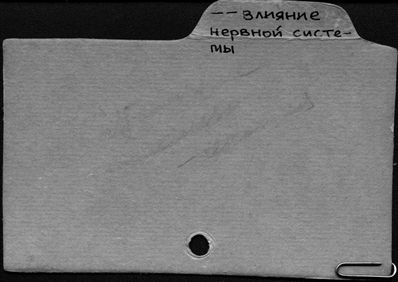 -- влияние
нервной систе-
мы